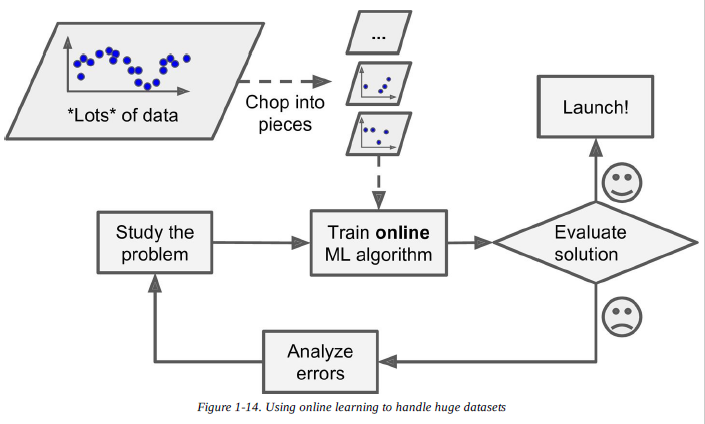 *Lots* of data
Chop into
pieces
...
Launch!
Study the
problem
Train online
ML algorithm
Evaluate
solution
Analyze
errors
Figure 1-14. Using online learning to handle huge datasets